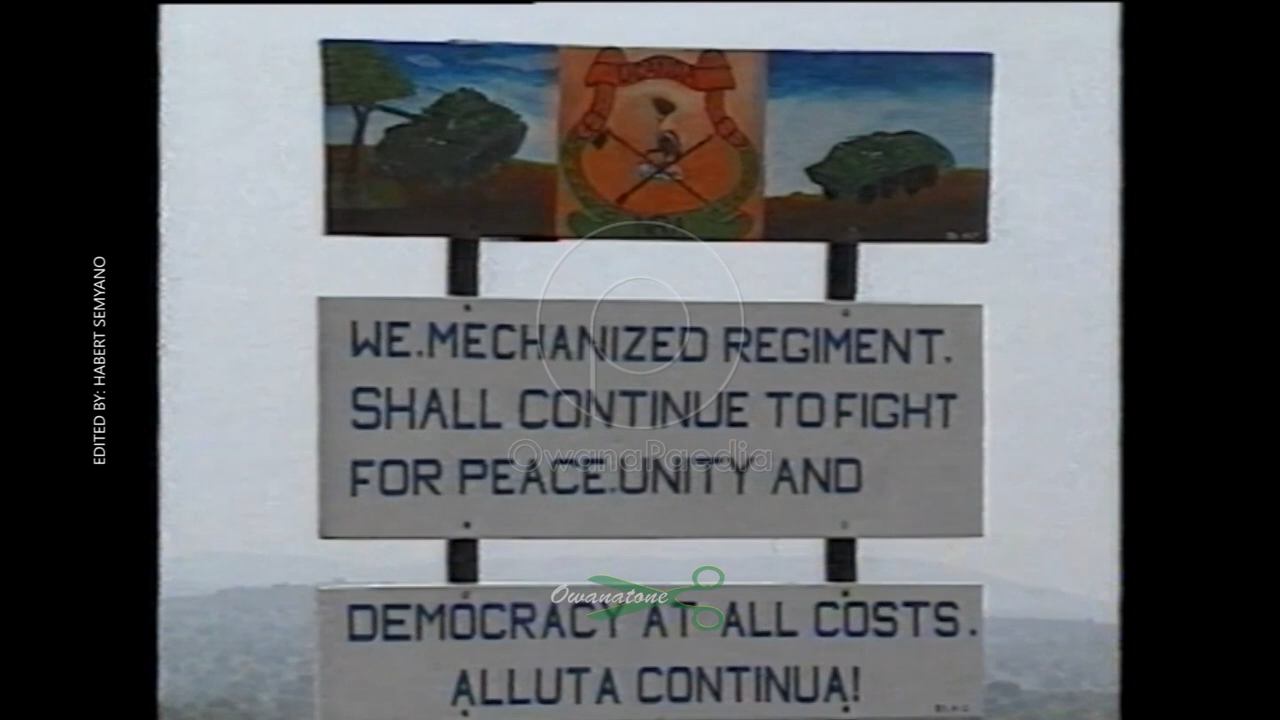 WE.MECHANIZED REGIMENT.
SHALL CONTINUE TO FIGHT
FOR PEACE.UNITY AND
OwanaPaedia
Owanatone
DEMOCRACY AT ALL COSTS.
ALLUTA CONTINUA!
EDITED BY: HABERT SEMYANO